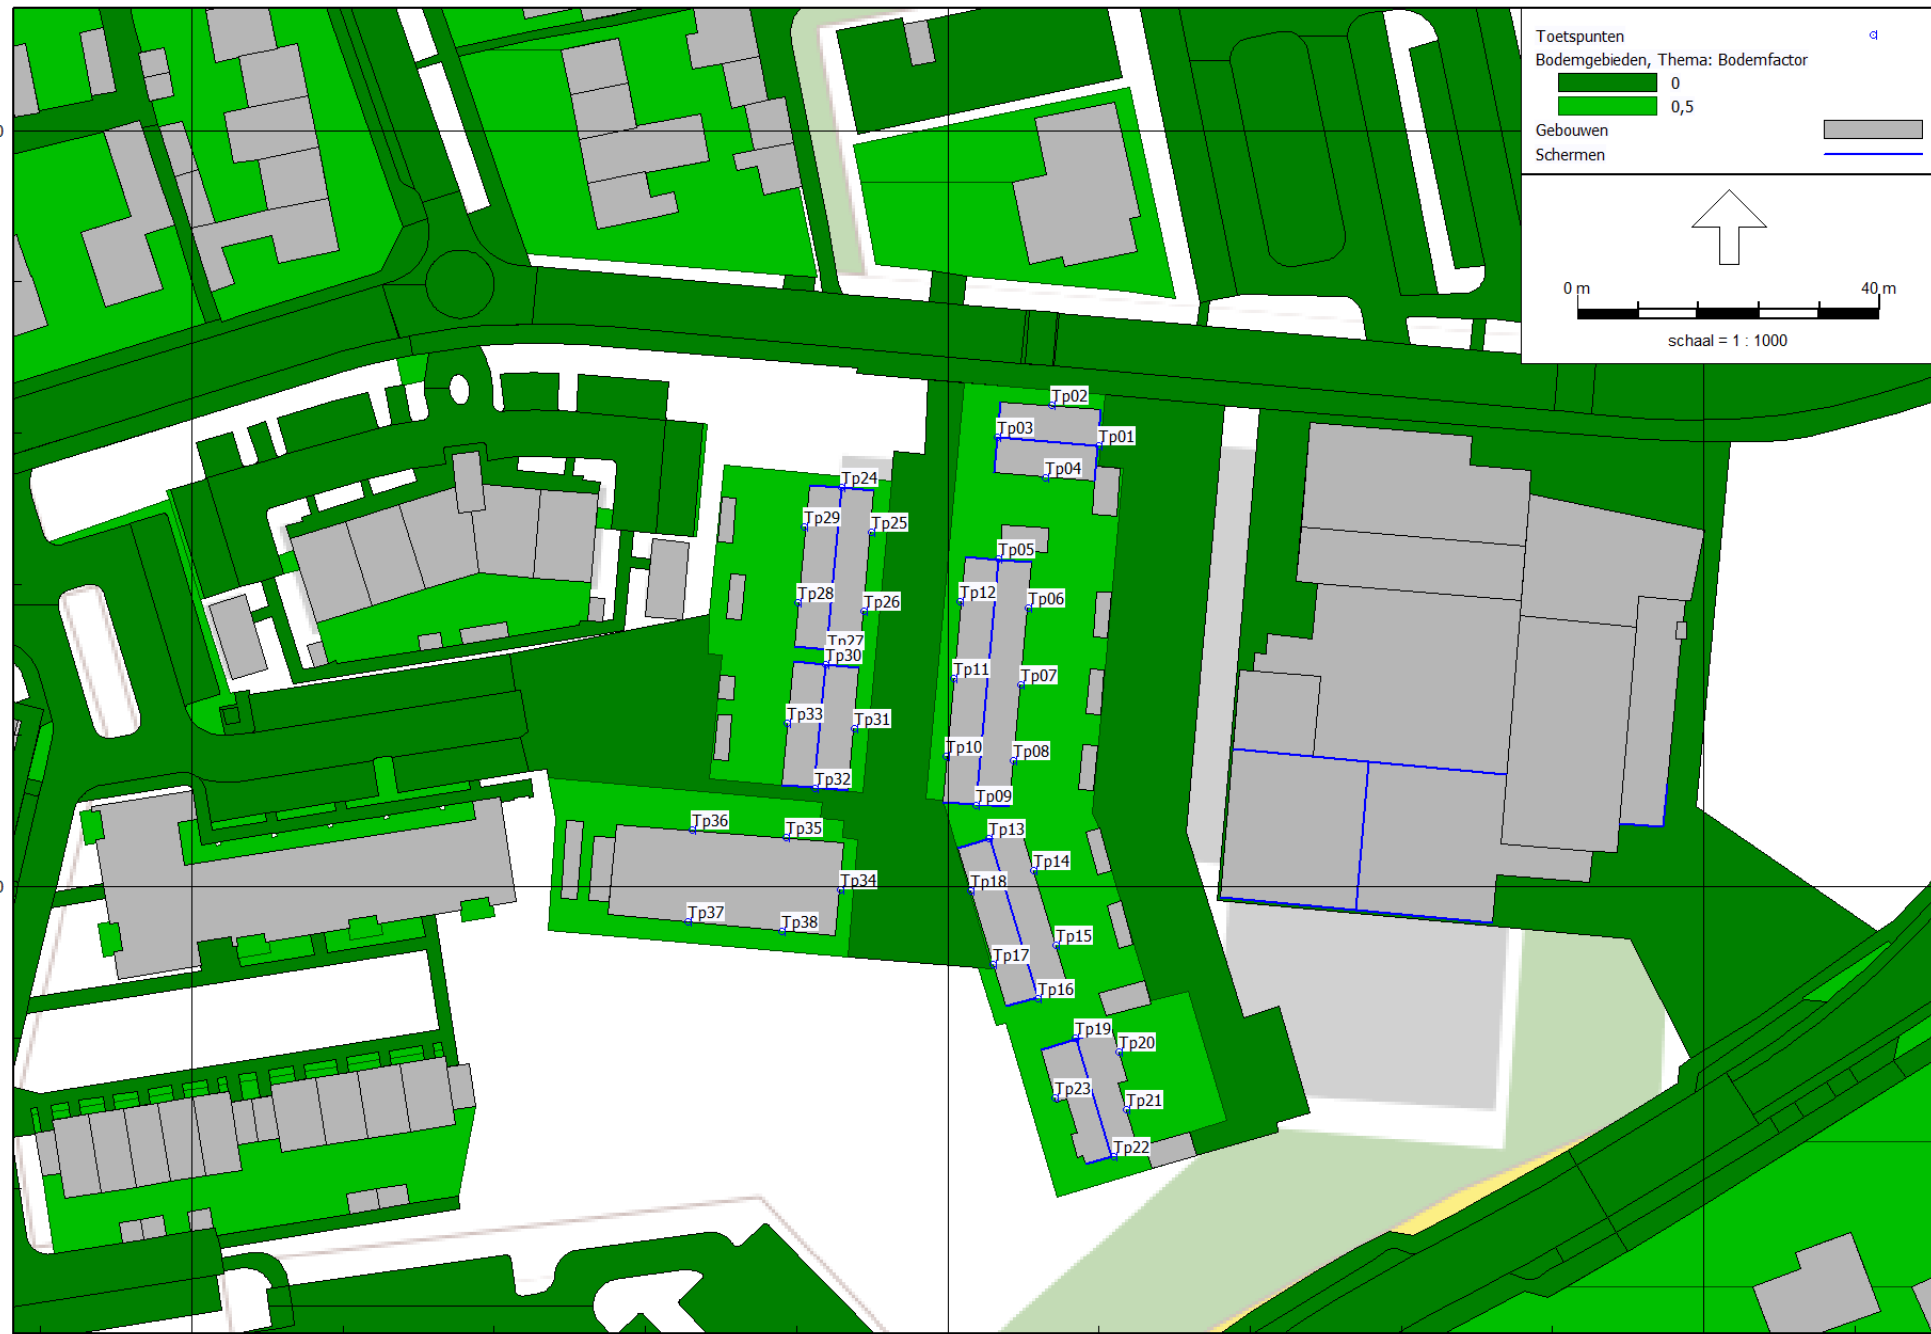 Toetspunten
Bodemgebieden, Thema: Bodemfactor
0
0,5
Gebouwen
Schermen
0 m 40 m
schaal = 1 : 1000
0
Tp02
Tp03
Tp01
Tp04
Tp24
Tp29
Tp25
Tp05
Tp28
Tp26
Tp12
Tp06
Tp27
Tp30
Tp11
Tp07
Tp33
Tp31
Tp10
Tp08
Tp32
Tp09
Tp36
Tp35
Tp13
Tp14
0
Tp34
Tp18
Tp37
Tp38
Tp15
Tp17
Tp16
Tp19
Tp20
Tp23
Tp21
Tp22